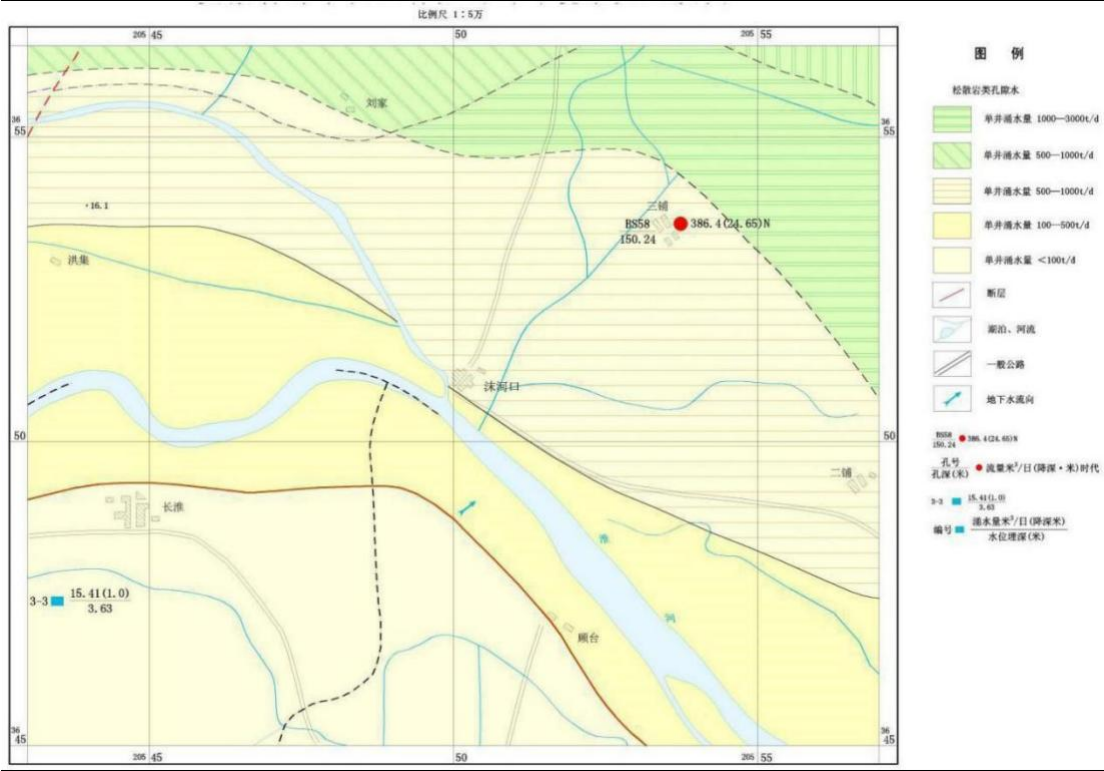 比例尺 1：5万
205 45
50
205 55
36
55
36
55
刘家
·16.1
三铺
BS58
150.24
386.4(24.65)N
洪集
沫河口
50
50
二铺
长淮
淮
河
3-3
15.41(1.0)
3.63
顾台
36
45
36
45
205 45
50
205 55
图 例
松散岩类孔隙水
单井涌水量 1000—3000t/d
单井涌水量 500—1000t/d
单井涌水量 500—1000t/d
单井涌水量 100—500t/d
单井涌水量 <100t/d
断层
湖泊、河流
一般公路
地下水流向
BS58
150.24
386.4(24.65)N
孔号
孔深(米)
流量米³/日(降深·米)时代
3-3
15.41(1.0)
3.63
编号
涌水量米³/日(降深米)
水位埋深(米)